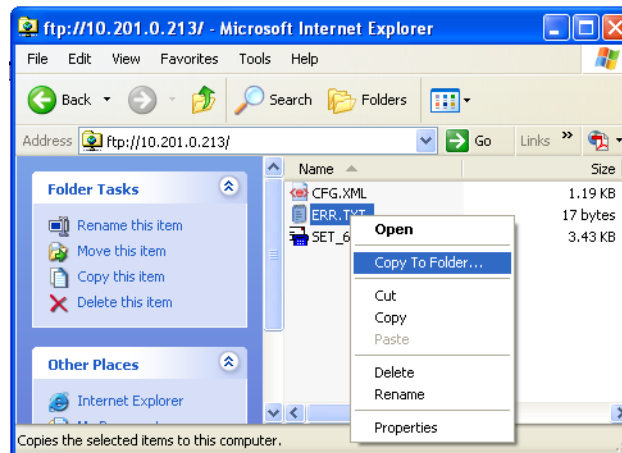 ftp://10.201.0.213/ - Microsoft Internet Explorer
File Edit View Favorites Tools Help
Back Search Folders
Address ftp://10.201.0.213/ Go Links »
Folder Tasks
Rename this item
Move this item
Copy this item
Delete this item
Other Places
Internet Explorer
Name Size
CFG.XML 1.19 KB
ERR.TXT 17 bytes
SET_6 3.43 KB
Open
Copy To Folder...
Cut
Copy
Paste
Delete
Rename
Properties
Copies the selected items to this computer.